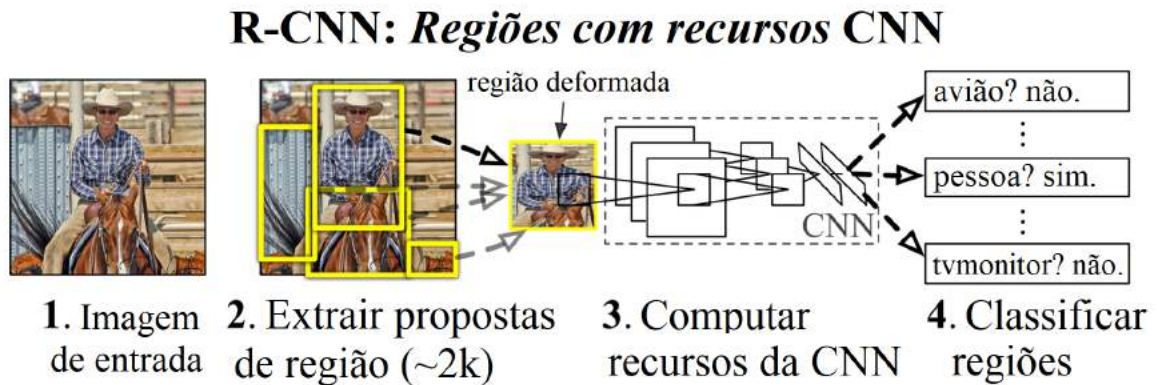 R-CNN: Regiões com recursos CNN
região deformada
avião? não.
pessoa? sim.
tvmonitor? não.
CNN
1. Imagem
de entrada
2. Extrair propostas
de região (~2k)
3. Computar
recursos da CNN
4. Classificar
regiões